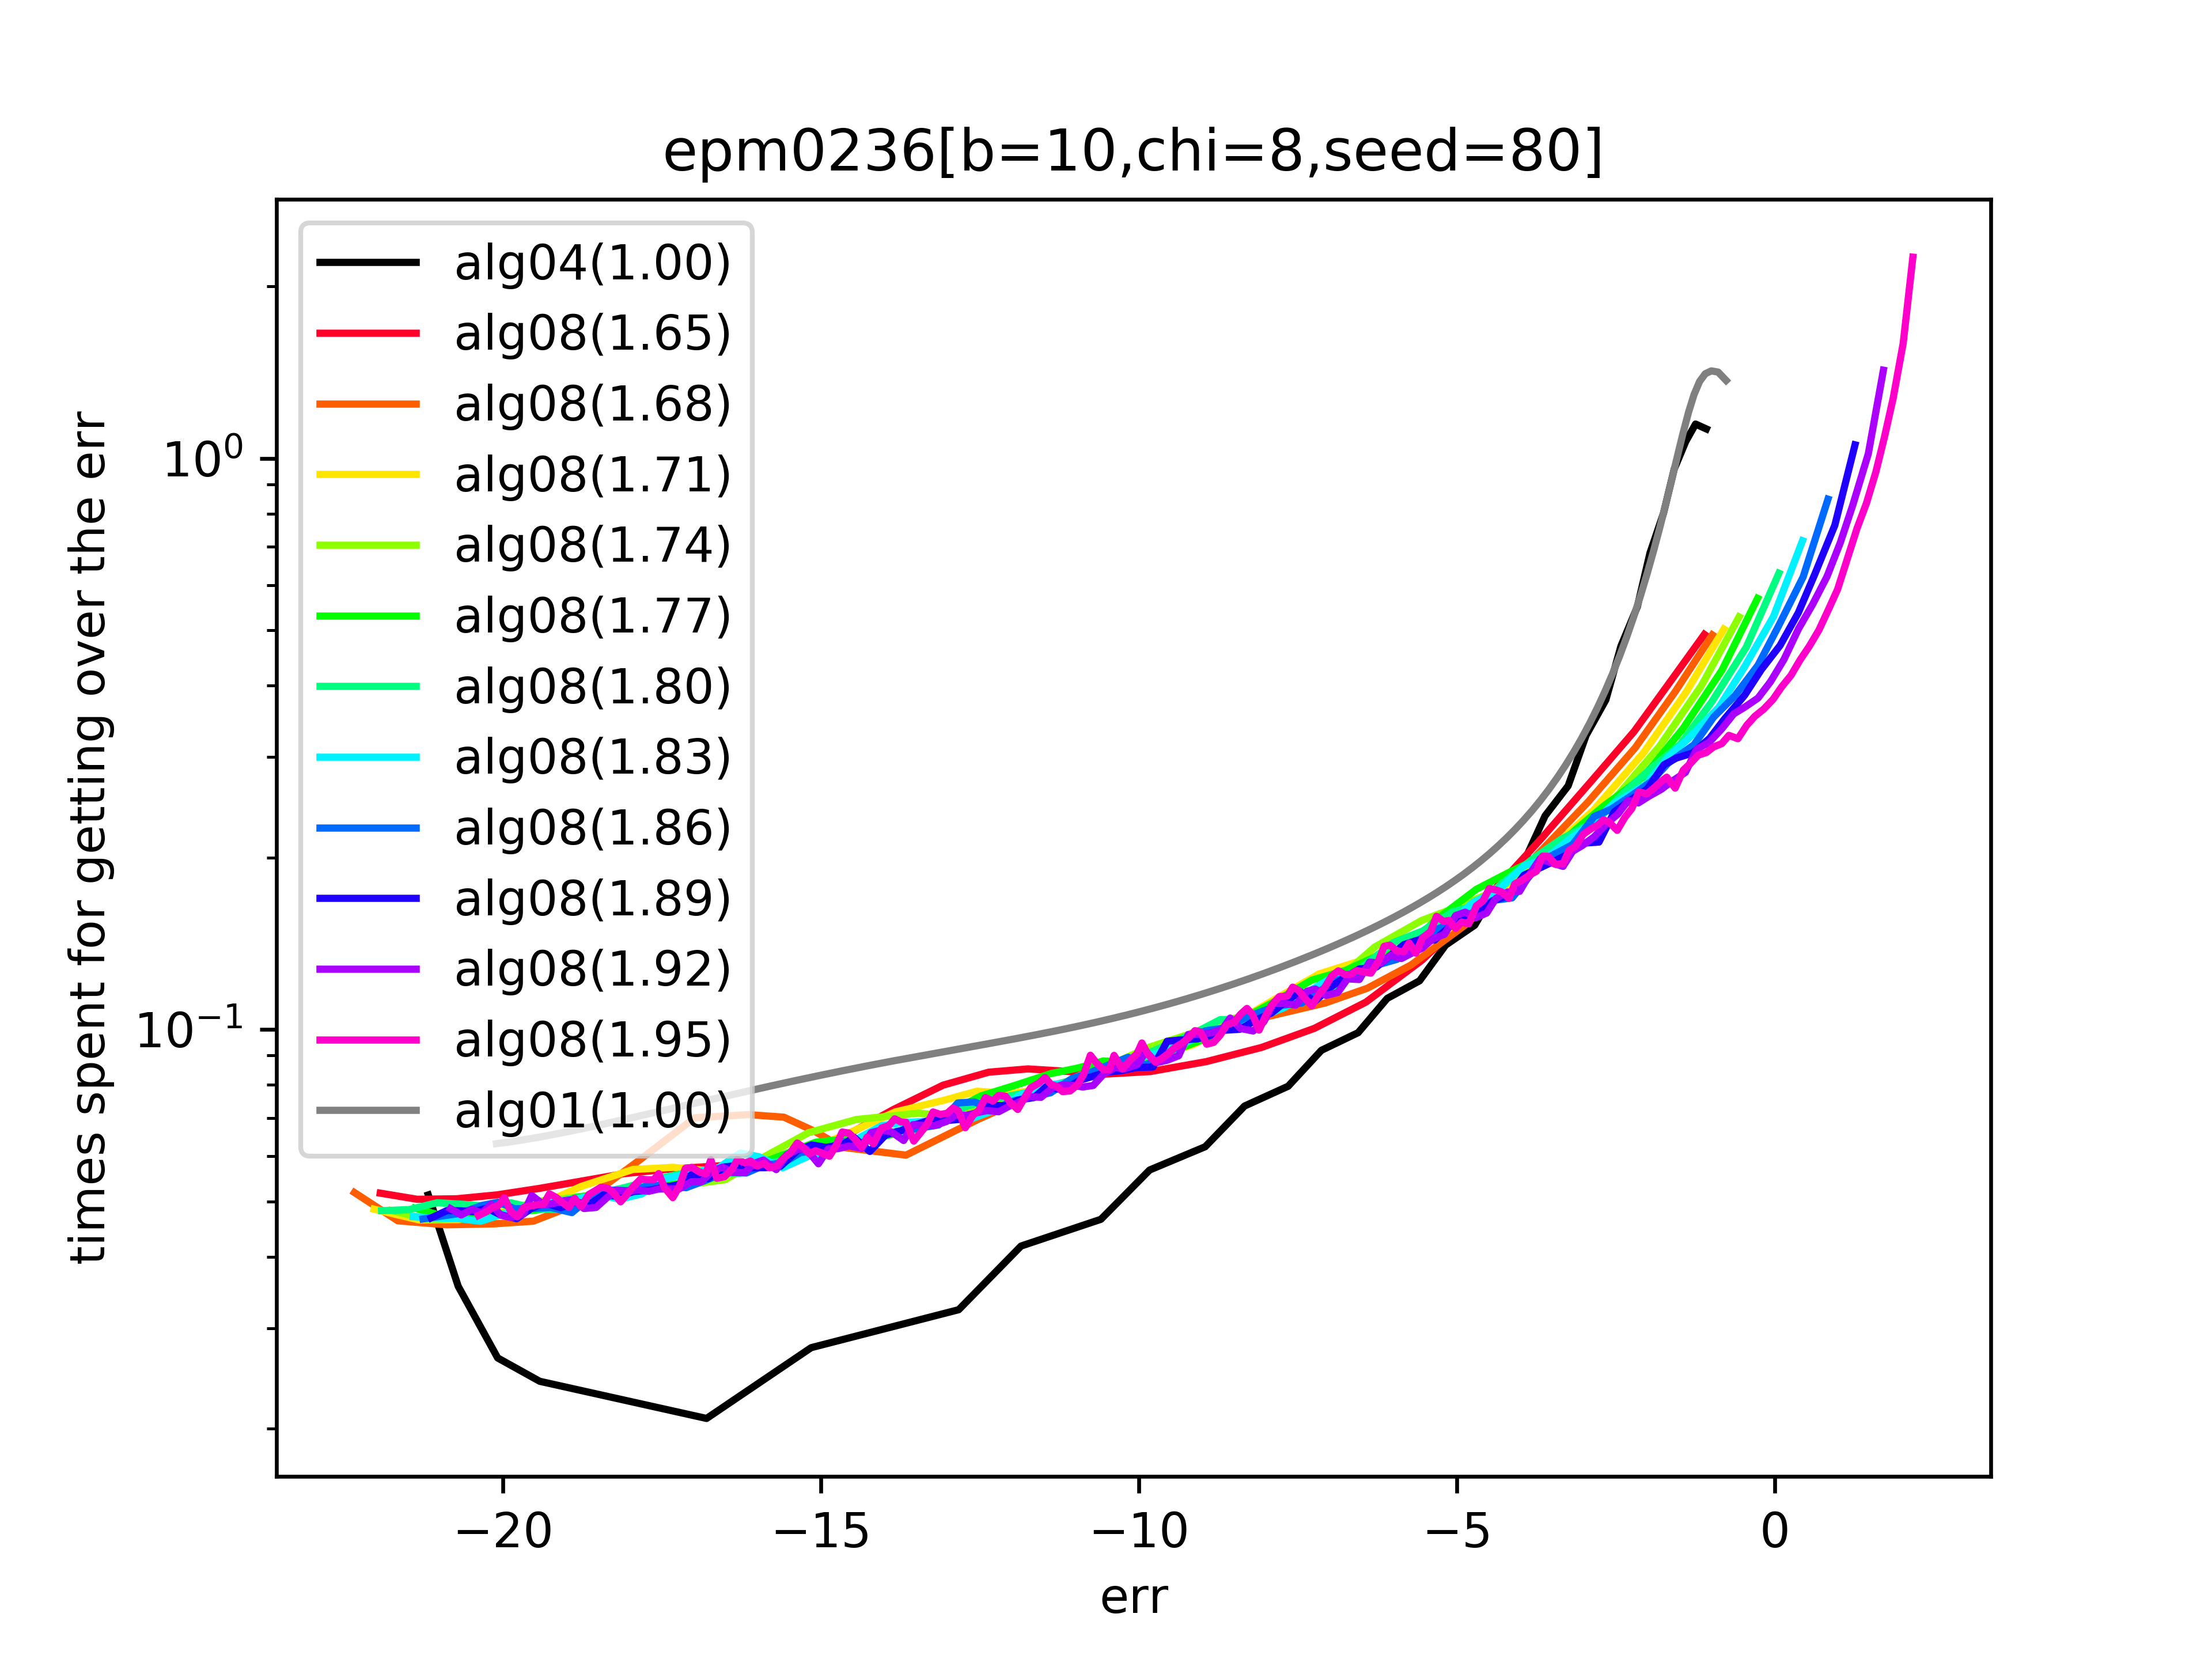 epm0236[b=10,chi=8,seed=80]
times spent for getting over the err
10⁰
10⁻¹
alg04(1.00)
alg08(1.65)
alg08(1.68)
alg08(1.71)
alg08(1.74)
alg08(1.77)
alg08(1.80)
alg08(1.83)
alg08(1.86)
alg08(1.89)
alg08(1.92)
alg08(1.95)
alg01(1.00)
−20 −15 −10 −5 0
err